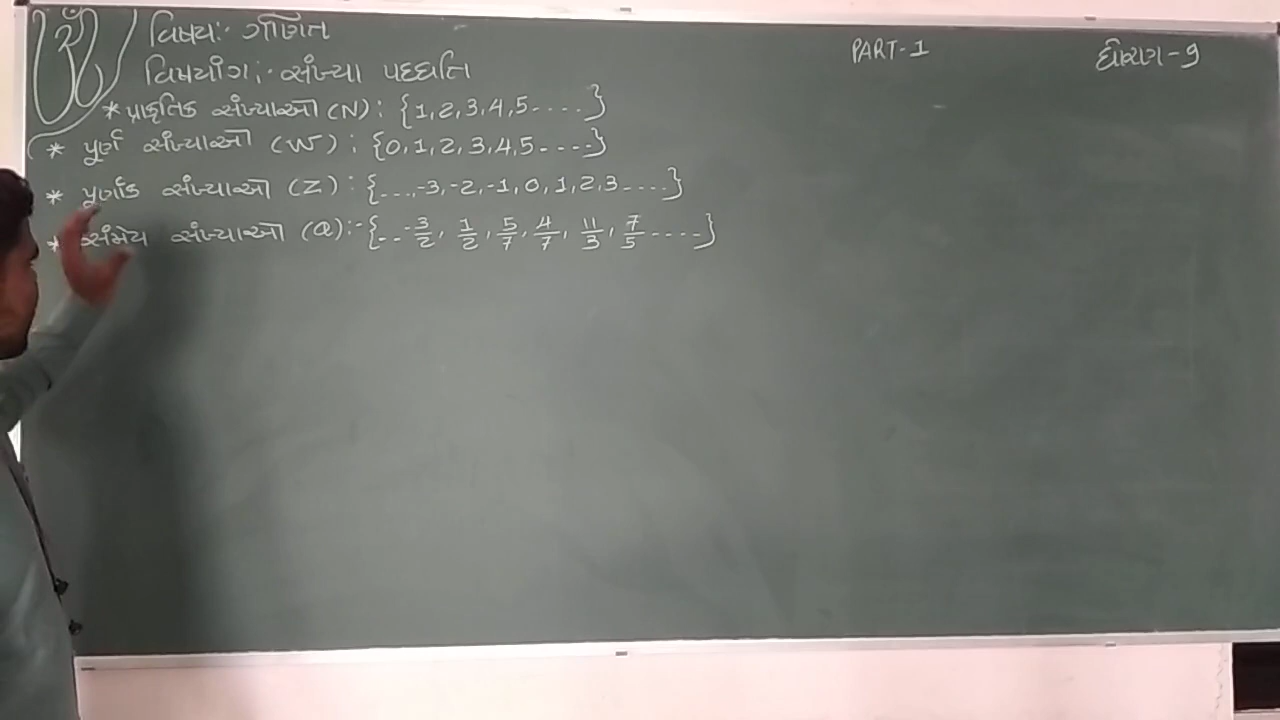 ૐ
વિષય:- ગણિત
PART-1
ધોરણ-9
વિષયાંગ:- સંખ્યા પદ્ધતિ
* પ્રાકૃતિક સંખ્યાઓ (N): {1,2,3,4,5-....}
* પૂર્ણ સંખ્યાઓ (W): {0,1,2,3,4,5----}
* પૂર્ણાંક સંખ્યાઓ (Z): {...,-3,-2,-1,0,1,2,3-....}
* સંમેય સંખ્યાઓ (Q):-{-- -3/2, 1/2, 5/7, 4/7, 11/3, 7/5 ----}